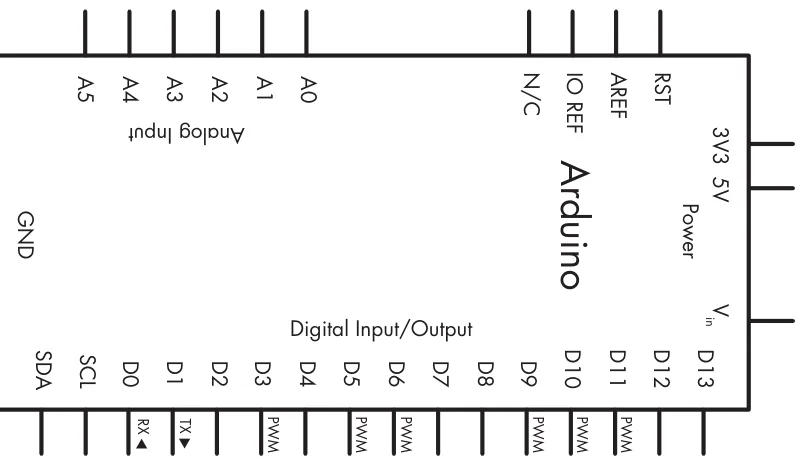 A5 A4 A3 A2 A1 A0 N/C IO REF AREF RST
Analog Input
3V3
5V
Power
Arduino
GND
Vin
Digital Input/Output
SDA SCL D0 D1 D2 D3 D4 D5 D6 D7 D8 D9 D10 D11 D12 D13
RX ◀ TX ▶ PWM PWM PWM PWM PWM PWM